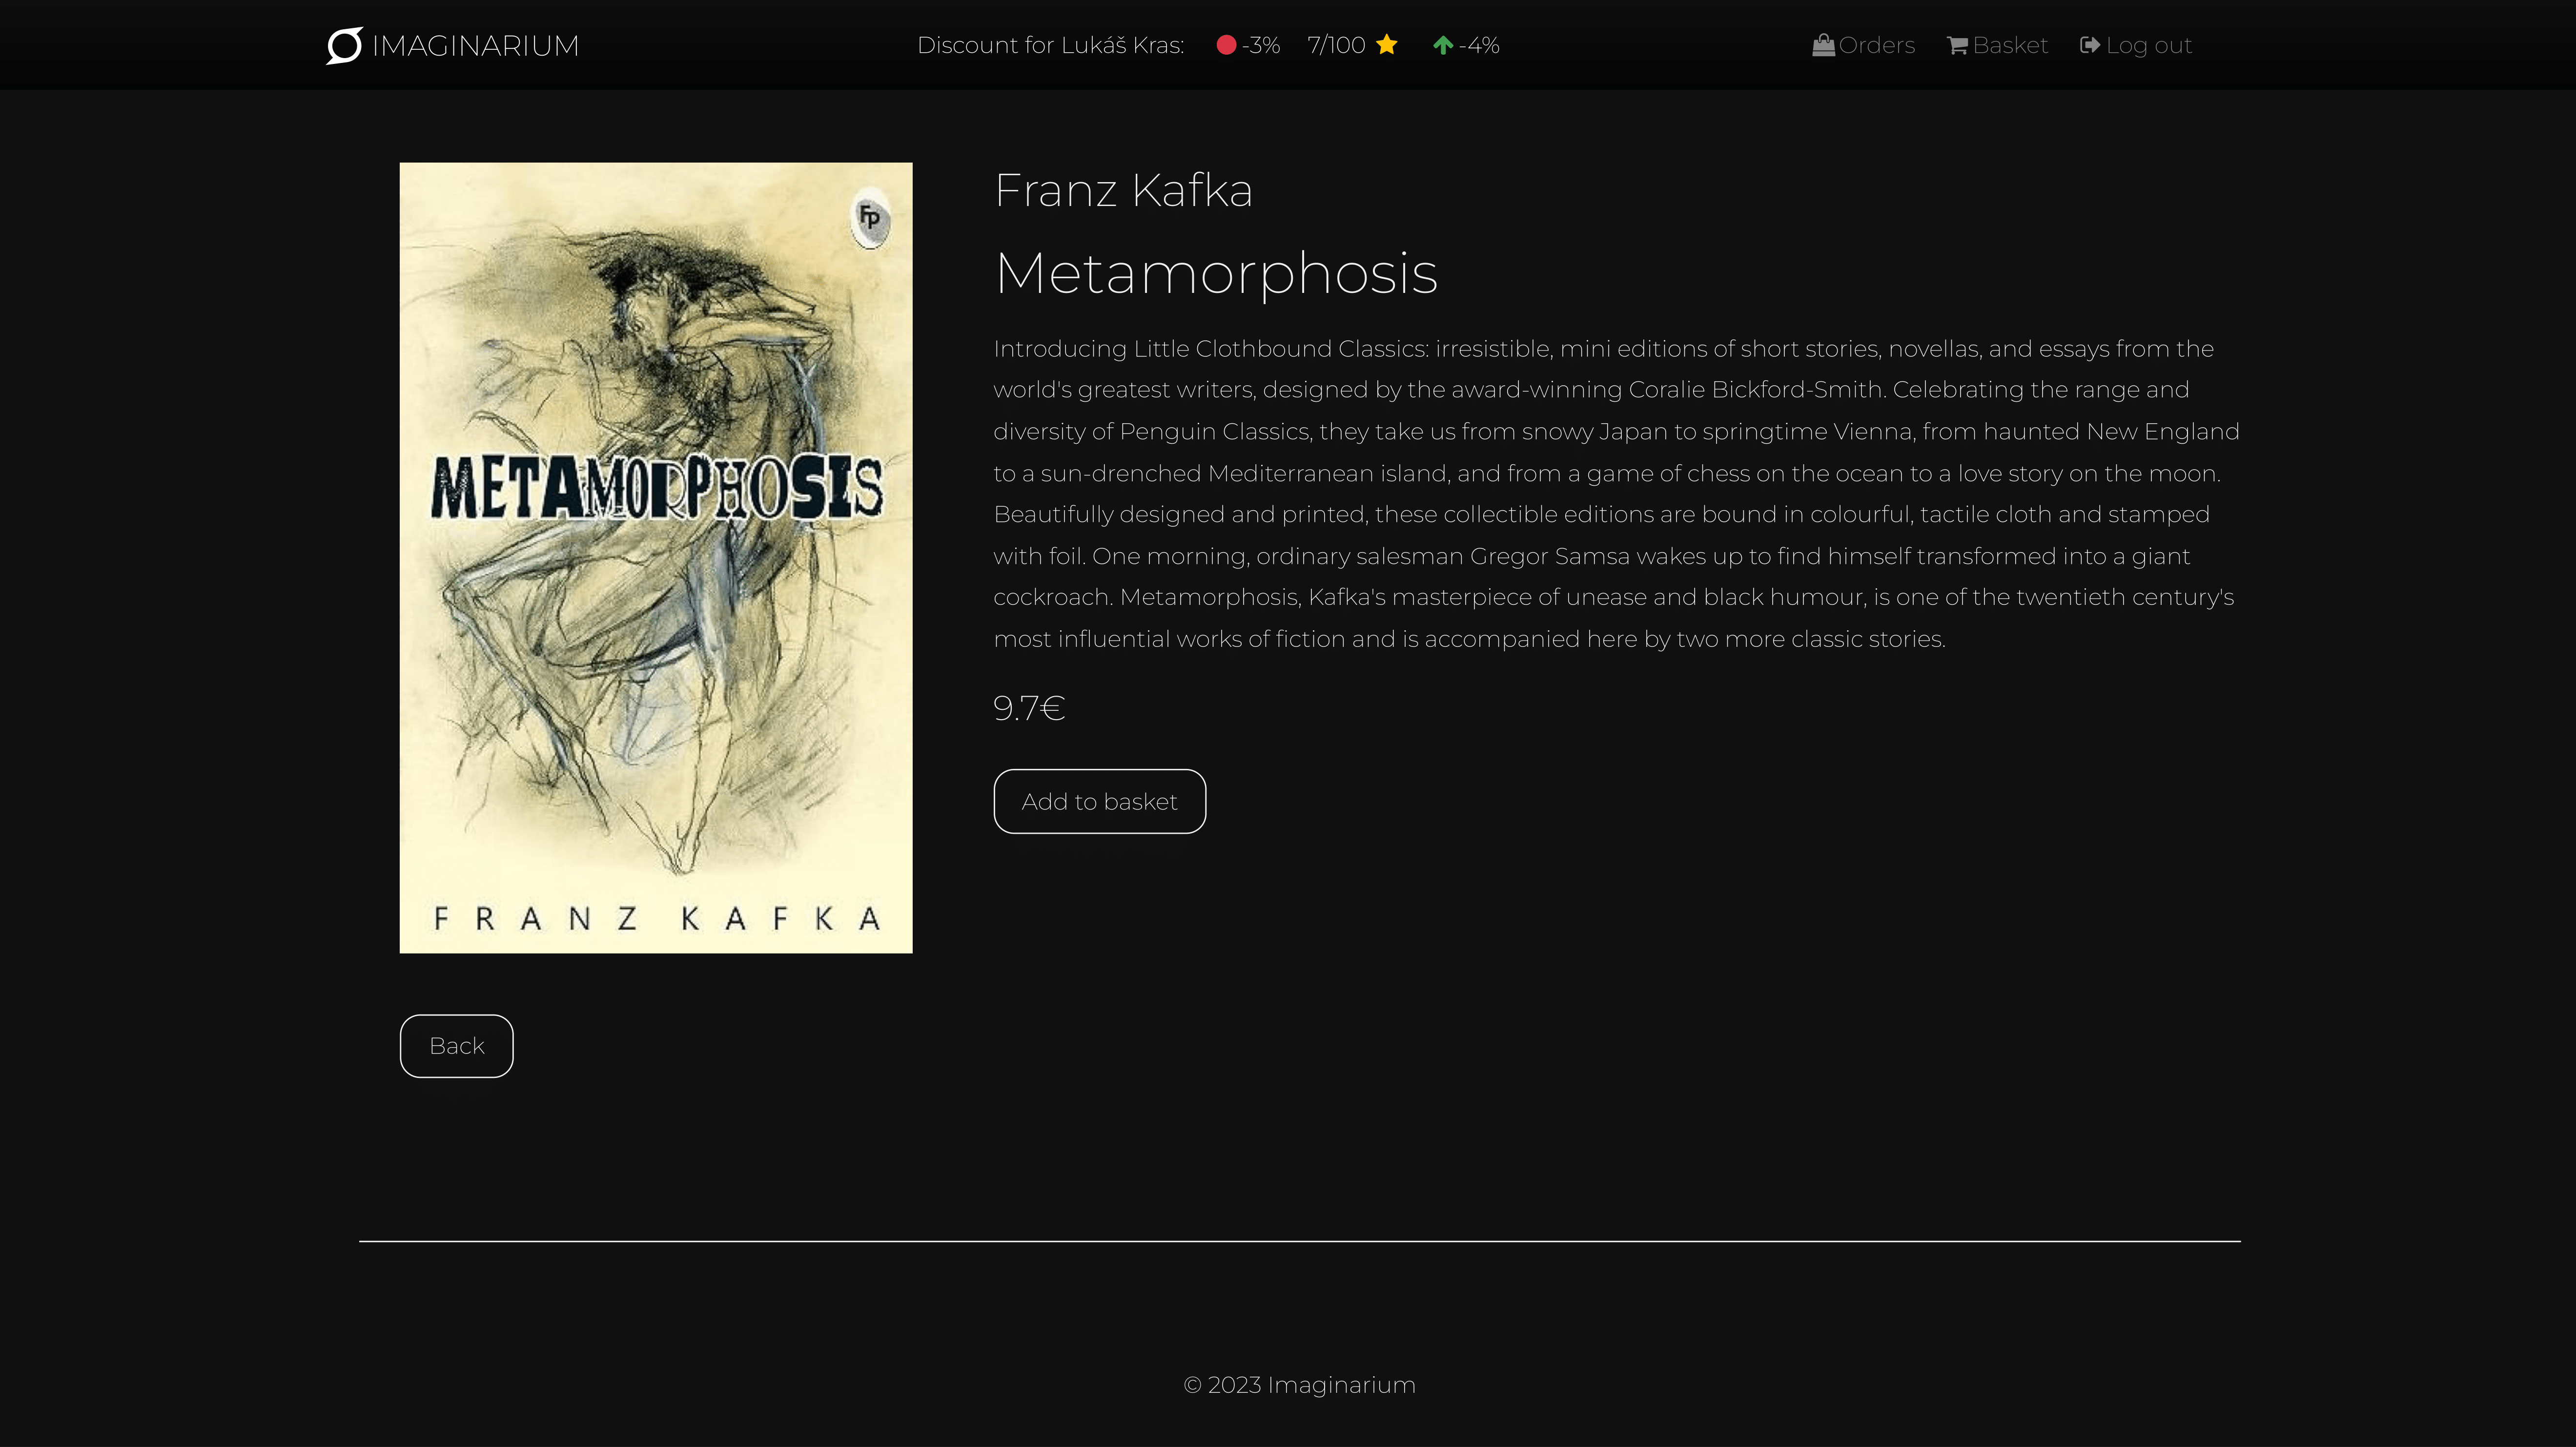 IMAGINARIUM
Discount for Lukáš Kras: -3% 7/100 -4%
Orders Basket Log out
Fp
METAMORPHOSIS
FRANZ KAFKA
Franz Kafka
Metamorphosis
Introducing Little Clothbound Classics: irresistible, mini editions of short stories, novellas, and essays from the
world's greatest writers, designed by the award-winning Coralie Bickford-Smith. Celebrating the range and
diversity of Penguin Classics, they take us from snowy Japan to springtime Vienna, from haunted New England
to a sun-drenched Mediterranean island, and from a game of chess on the ocean to a love story on the moon.
Beautifully designed and printed, these collectible editions are bound in colourful, tactile cloth and stamped
with foil. One morning, ordinary salesman Gregor Samsa wakes up to find himself transformed into a giant
cockroach. Metamorphosis, Kafka's masterpiece of unease and black humour, is one of the twentieth century's
most influential works of fiction and is accompanied here by two more classic stories.
9.7€
Add to basket
Back
© 2023 Imaginarium